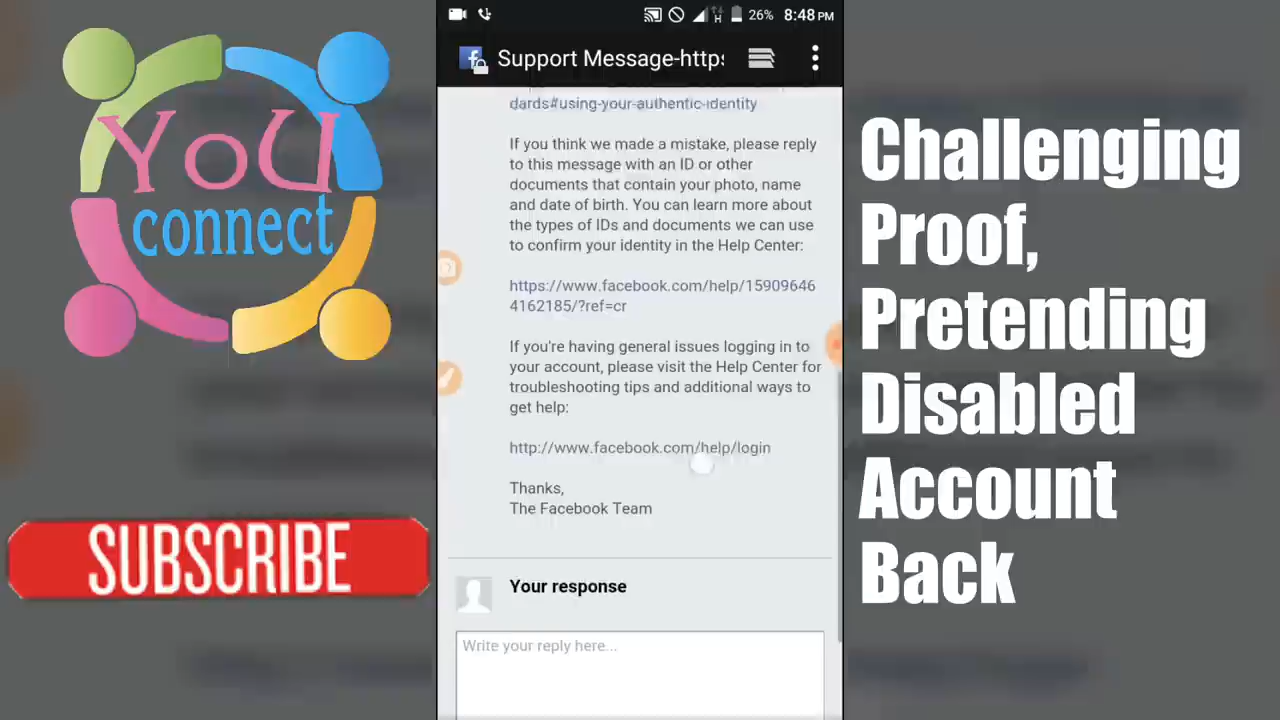 YoU
connect
SUBSCRIBE
H 26% 8:48 PM
Support Message-https
dards#using-your-authentic-identity
If you think we made a mistake, please reply
to this message with an ID or other
documents that contain your photo, name
and date of birth. You can learn more about
the types of IDs and documents we can use
to confirm your identity in the Help Center:
https://www.facebook.com/help/15909646
4162185/?ref=cr
If you're having general issues logging in to
your account, please visit the Help Center for
troubleshooting tips and additional ways to
get help:
http://www.facebook.com/help/login
Thanks,
The Facebook Team
Your response
Write your reply here...
Challenging
Proof,
Pretending
Disabled
Account
Back